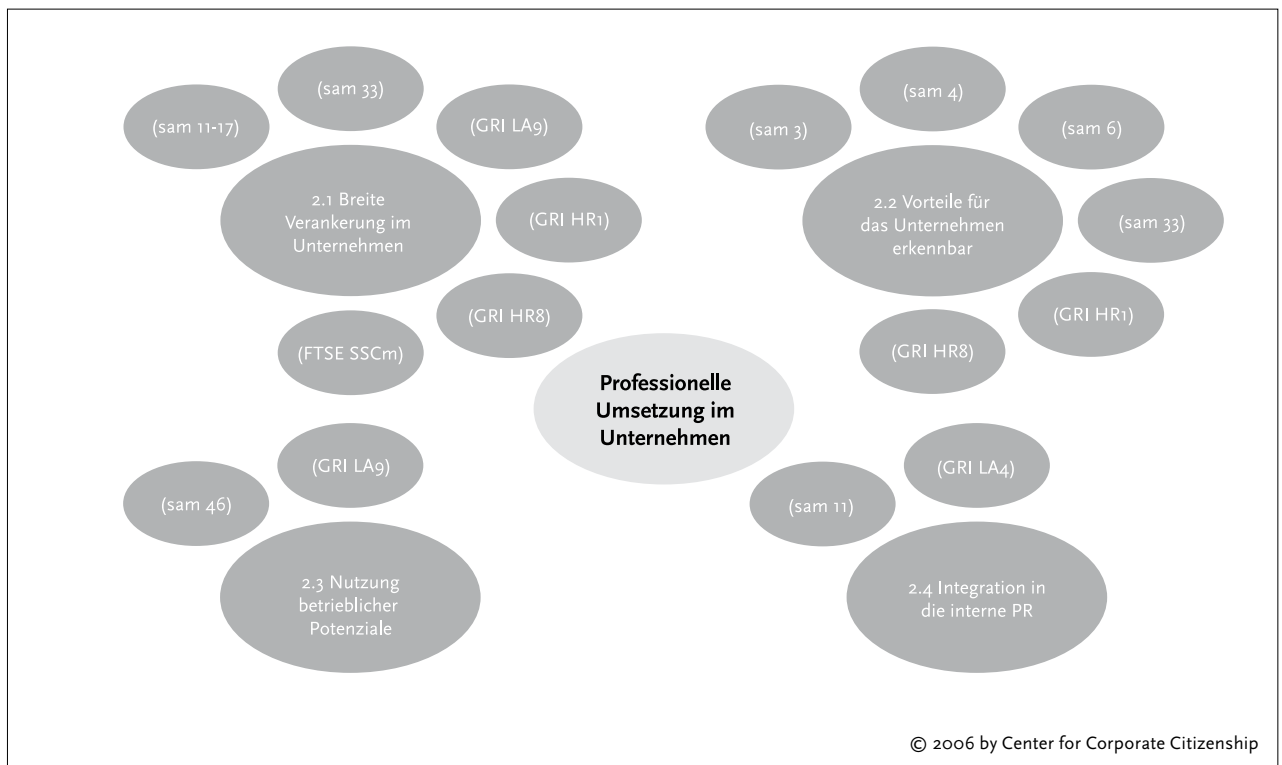 (sam 33)
(sam 11-17)
(GRI LA9)
2.1 Breite
Verankerung im
Unternehmen
(GRI HR1)
(GRI HR8)
(FTSE SSCm)
(sam 4)
(sam 3)
(sam 6)
2.2 Vorteile für
das Unternehmen
erkennbar
(sam 33)
(GRI HR1)
(GRI HR8)
Professionelle
Umsetzung im
Unternehmen
(GRI LA9)
(sam 46)
2.3 Nutzung
betrieblicher
Potenziale
(GRI LA4)
(sam 11)
2.4 Integration in
die interne PR
© 2006 by Center for Corporate Citizenship